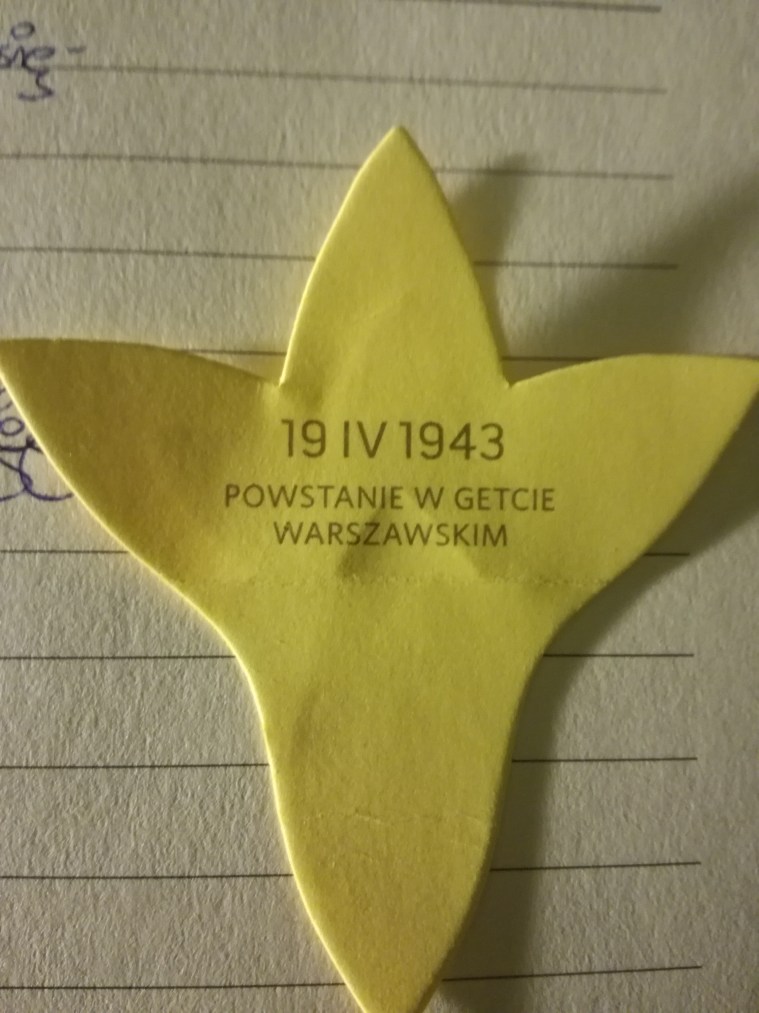 19 IV 1943
POWSTANIE W GETCIE
WARSZAWSKIM